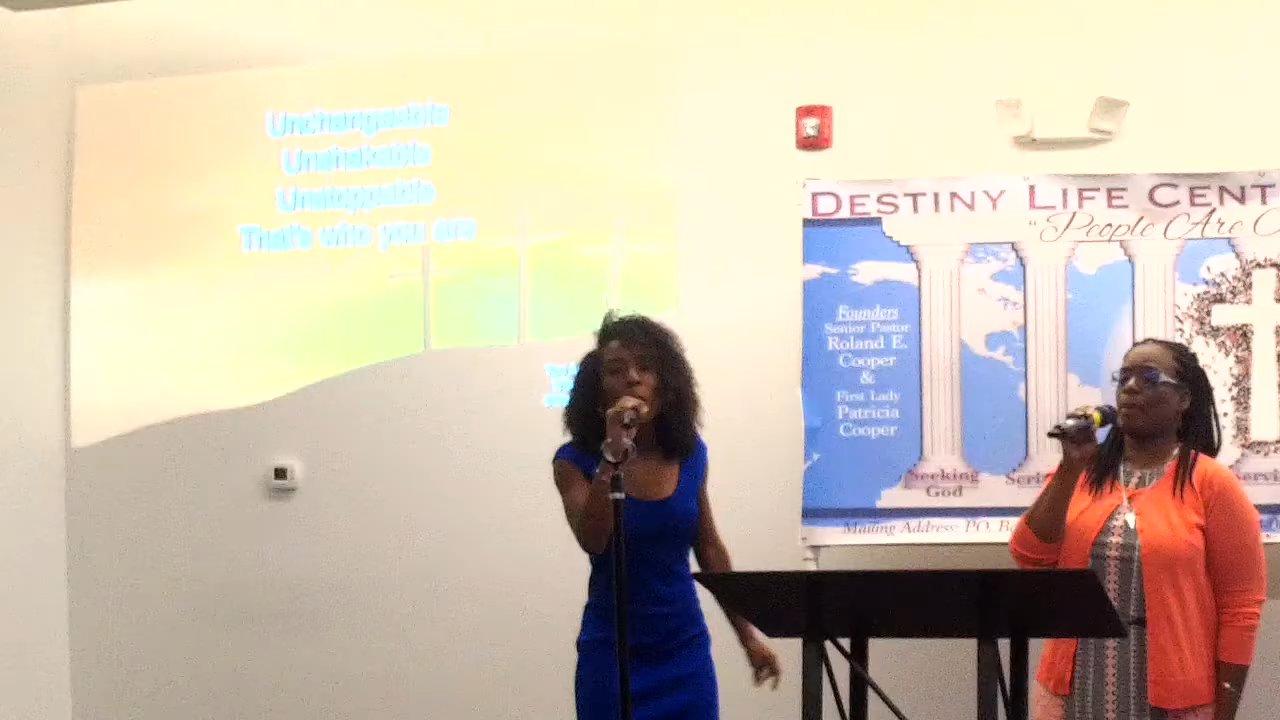 Unchangeable
Unshakable
Unstoppable
That's who you are
DESTINY LIFE CENT
"People Are O
Founders
Senior Pastor
Roland E.
Cooper
&
First Lady
Patricia
Cooper
Seeking
God
Mailing Address: P.O. B